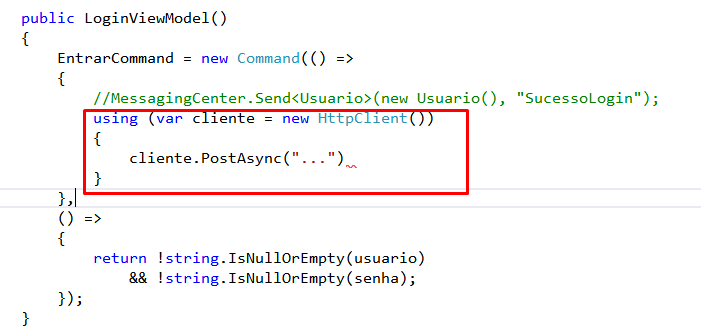 public LoginViewModel()
{
EntrarCommand = new Command(() =>
{
//MessagingCenter.Send<Usuario>(new Usuario(), "SucessoLogin");
using (var cliente = new HttpClient())
{
cliente.PostAsync("...")
}
},
() =>
{
return !string.IsNullOrEmpty(usuario)
&& !string.IsNullOrEmpty(senha);
});
}